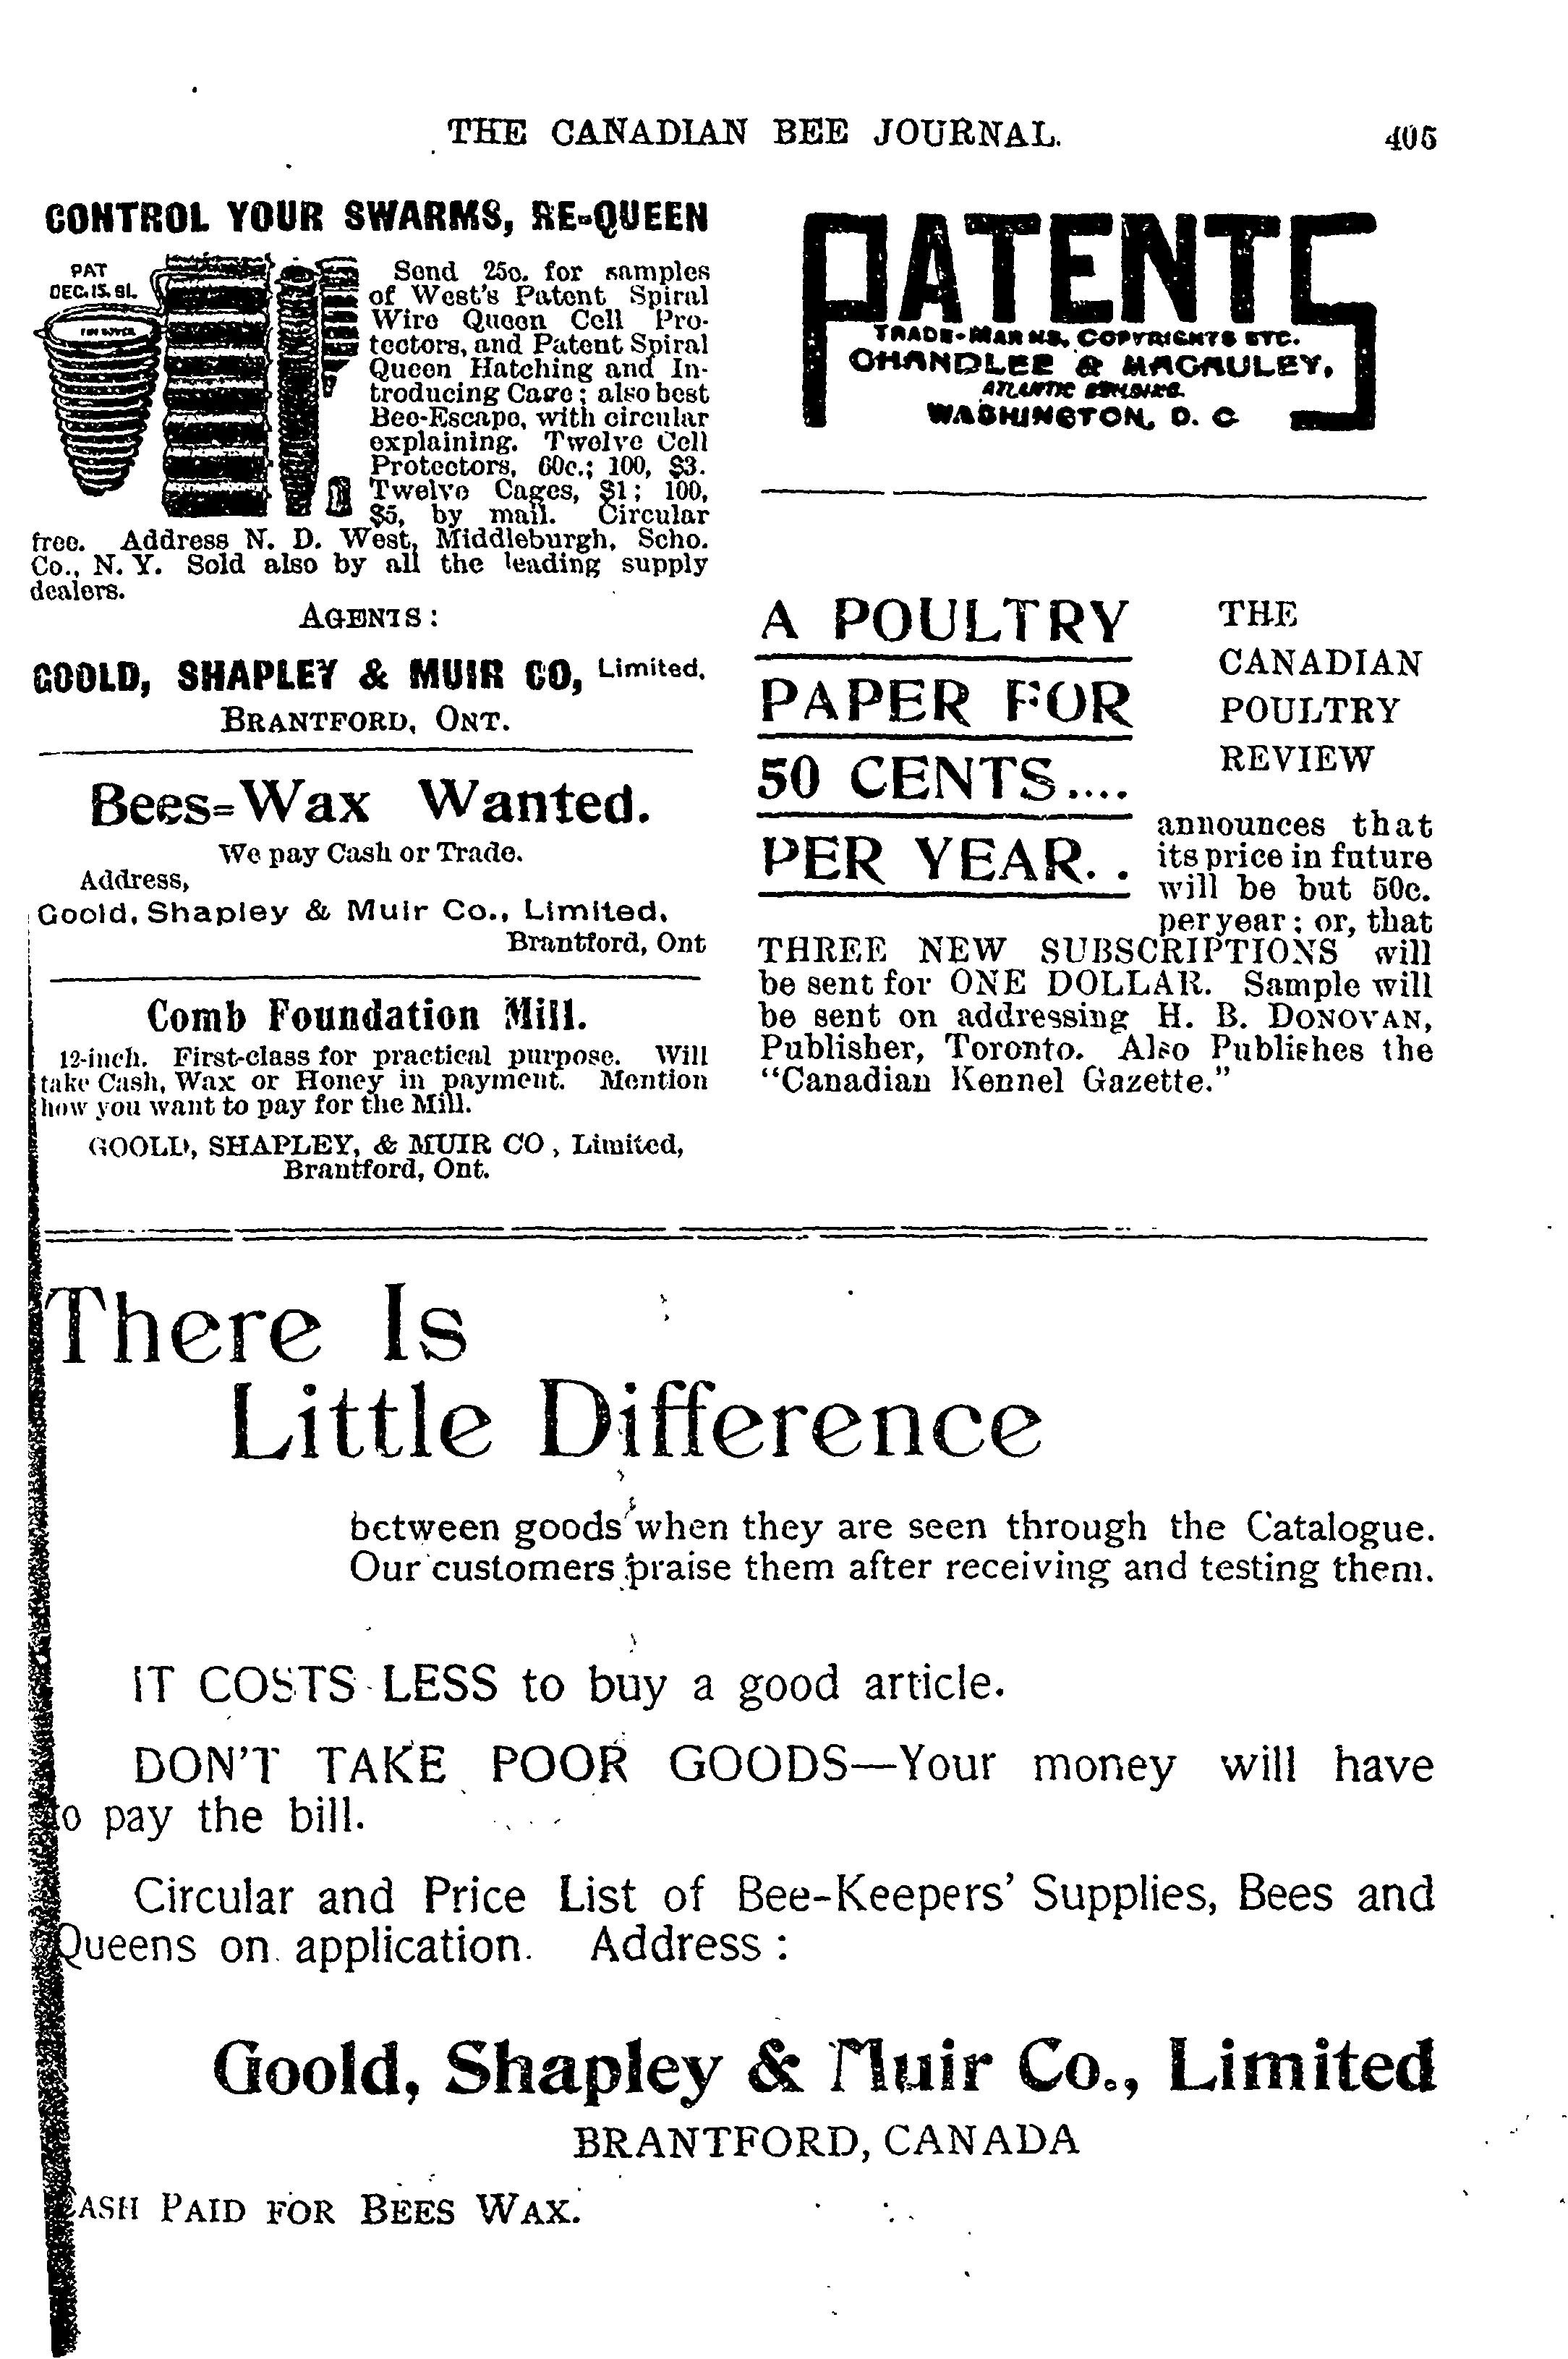 THE CANADIAN BEE JOURNAL.
405
CONTROL YOUR SWARMS, RE-QUEEN
PAT
DEC. 15. 91.
Send 25c. for samples
of West's Patent Spiral
Wire Queen Cell Pro-
tectors, and Patent Spiral
Queen Hatching and In-
troducing Cage; also best
Bee-Escape, with circular
explaining. Twelve Cell
Protectors, 60c.; 100, $3.
Twelve Cages, $1; 100,
$5, by mail. Circular
free. Address N. D. West, Middleburgh, Scho.
Co., N. Y. Sold also by all the leading supply
dealers.
AGENTS:
GOOLD, SHAPLEY & MUIR CO, Limited.
BRANTFORD, ONT.
Bees=Wax Wanted.
We pay Cash or Trade.
Address,
Goold, Shapley & Muir Co., Limited,
Brantford, Ont
Comb Foundation Mill.
12-inch. First-class for practical purpose. Will
take Cash, Wax or Honey in payment. Mention
how you want to pay for the Mill.
GOOLD, SHAPLEY, & MUIR CO, Limited,
Brantford, Ont.
PATENTS
TRADE-MARKS, COPYRIGHTS ETC.
CHANDLEE & MACAULEY,
ATLANTIC BUILDING.
WASHINGTON, D. C
A POULTRY
PAPER FOR
50 CENTS....
PER YEAR. .
THE
CANADIAN
POULTRY
REVIEW
announces that
its price in future
will be but 50c.
per year; or, that
THREE NEW SUBSCRIPTIONS will
be sent for ONE DOLLAR. Sample will
be sent on addressing H. B. DONOVAN,
Publisher, Toronto. Also Publishes the
"Canadian Kennel Gazette."
There Is
Little Difference
between goods when they are seen through the Catalogue.
Our customers praise them after receiving and testing them.
IT COSTS LESS to buy a good article.
DON'T TAKE POOR GOODS—Your money will have
to pay the bill.
Circular and Price List of Bee-Keepers' Supplies, Bees and
Queens on application. Address:
Goold, Shapley & Muir Co., Limited
BRANTFORD, CANADA
CASH PAID FOR BEES WAX.